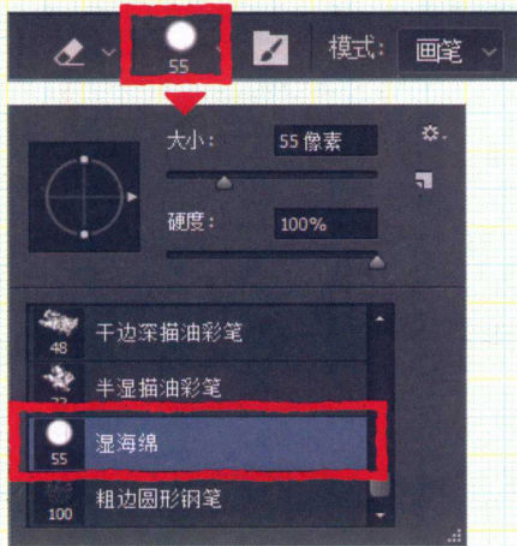 55
模式: 画笔
大小: 55 像素
硬度: 100%
48 干边深描油彩笔
半湿描油彩笔
55 湿海绵
100 粗边圆形钢笔